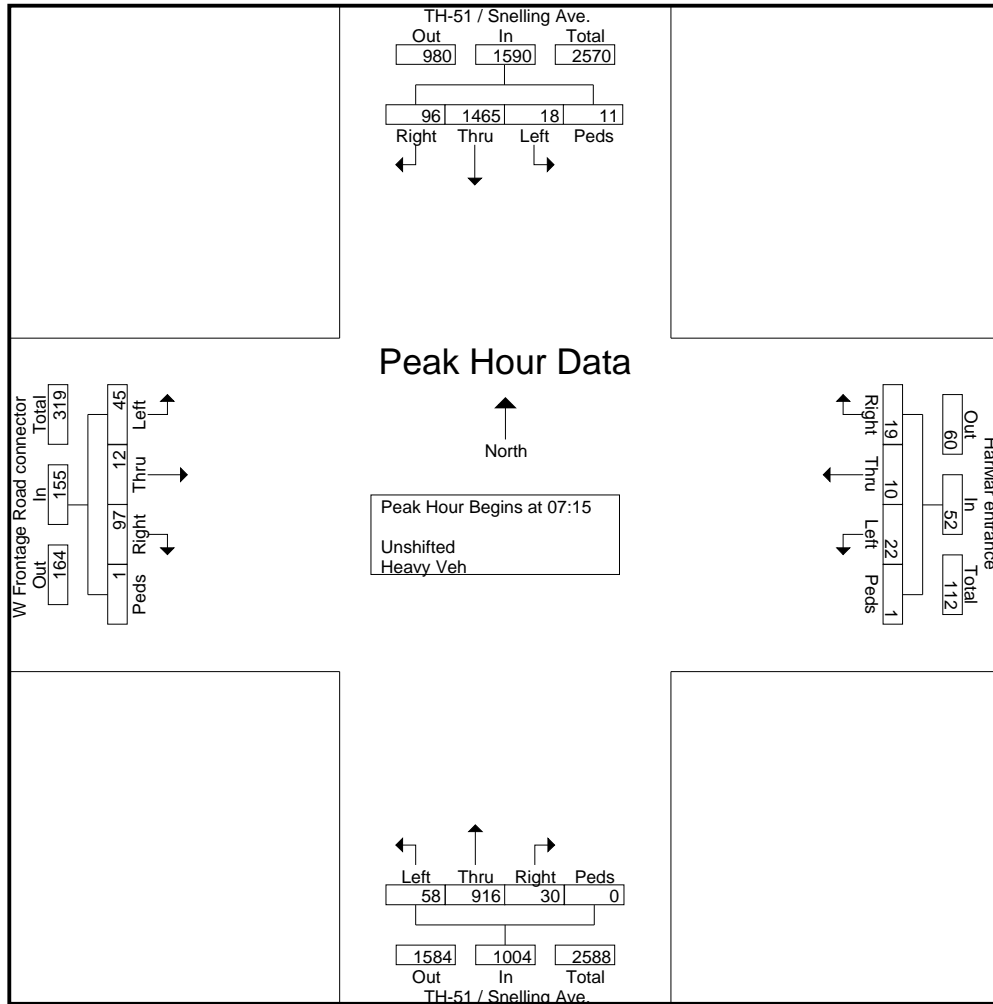 TH-51 / Snelling Ave.
Out In Total
980 1590 2570
96 1465 18 11
Right Thru Left Peds
Peak Hour Data
North
Peak Hour Begins at 07:15
Unshifted
Heavy Veh
W Frontage Road connector
Out In Total
164 155 319
Left Thru Right Peds
45 12 97 1
HarMar entrance
Out In Total
60 52 112
Right Thru Left Peds
19 10 22 1
Left Thru Right Peds
58 916 30 0
1584 1004 2588
Out In Total
TH-51 / Snelling Ave.